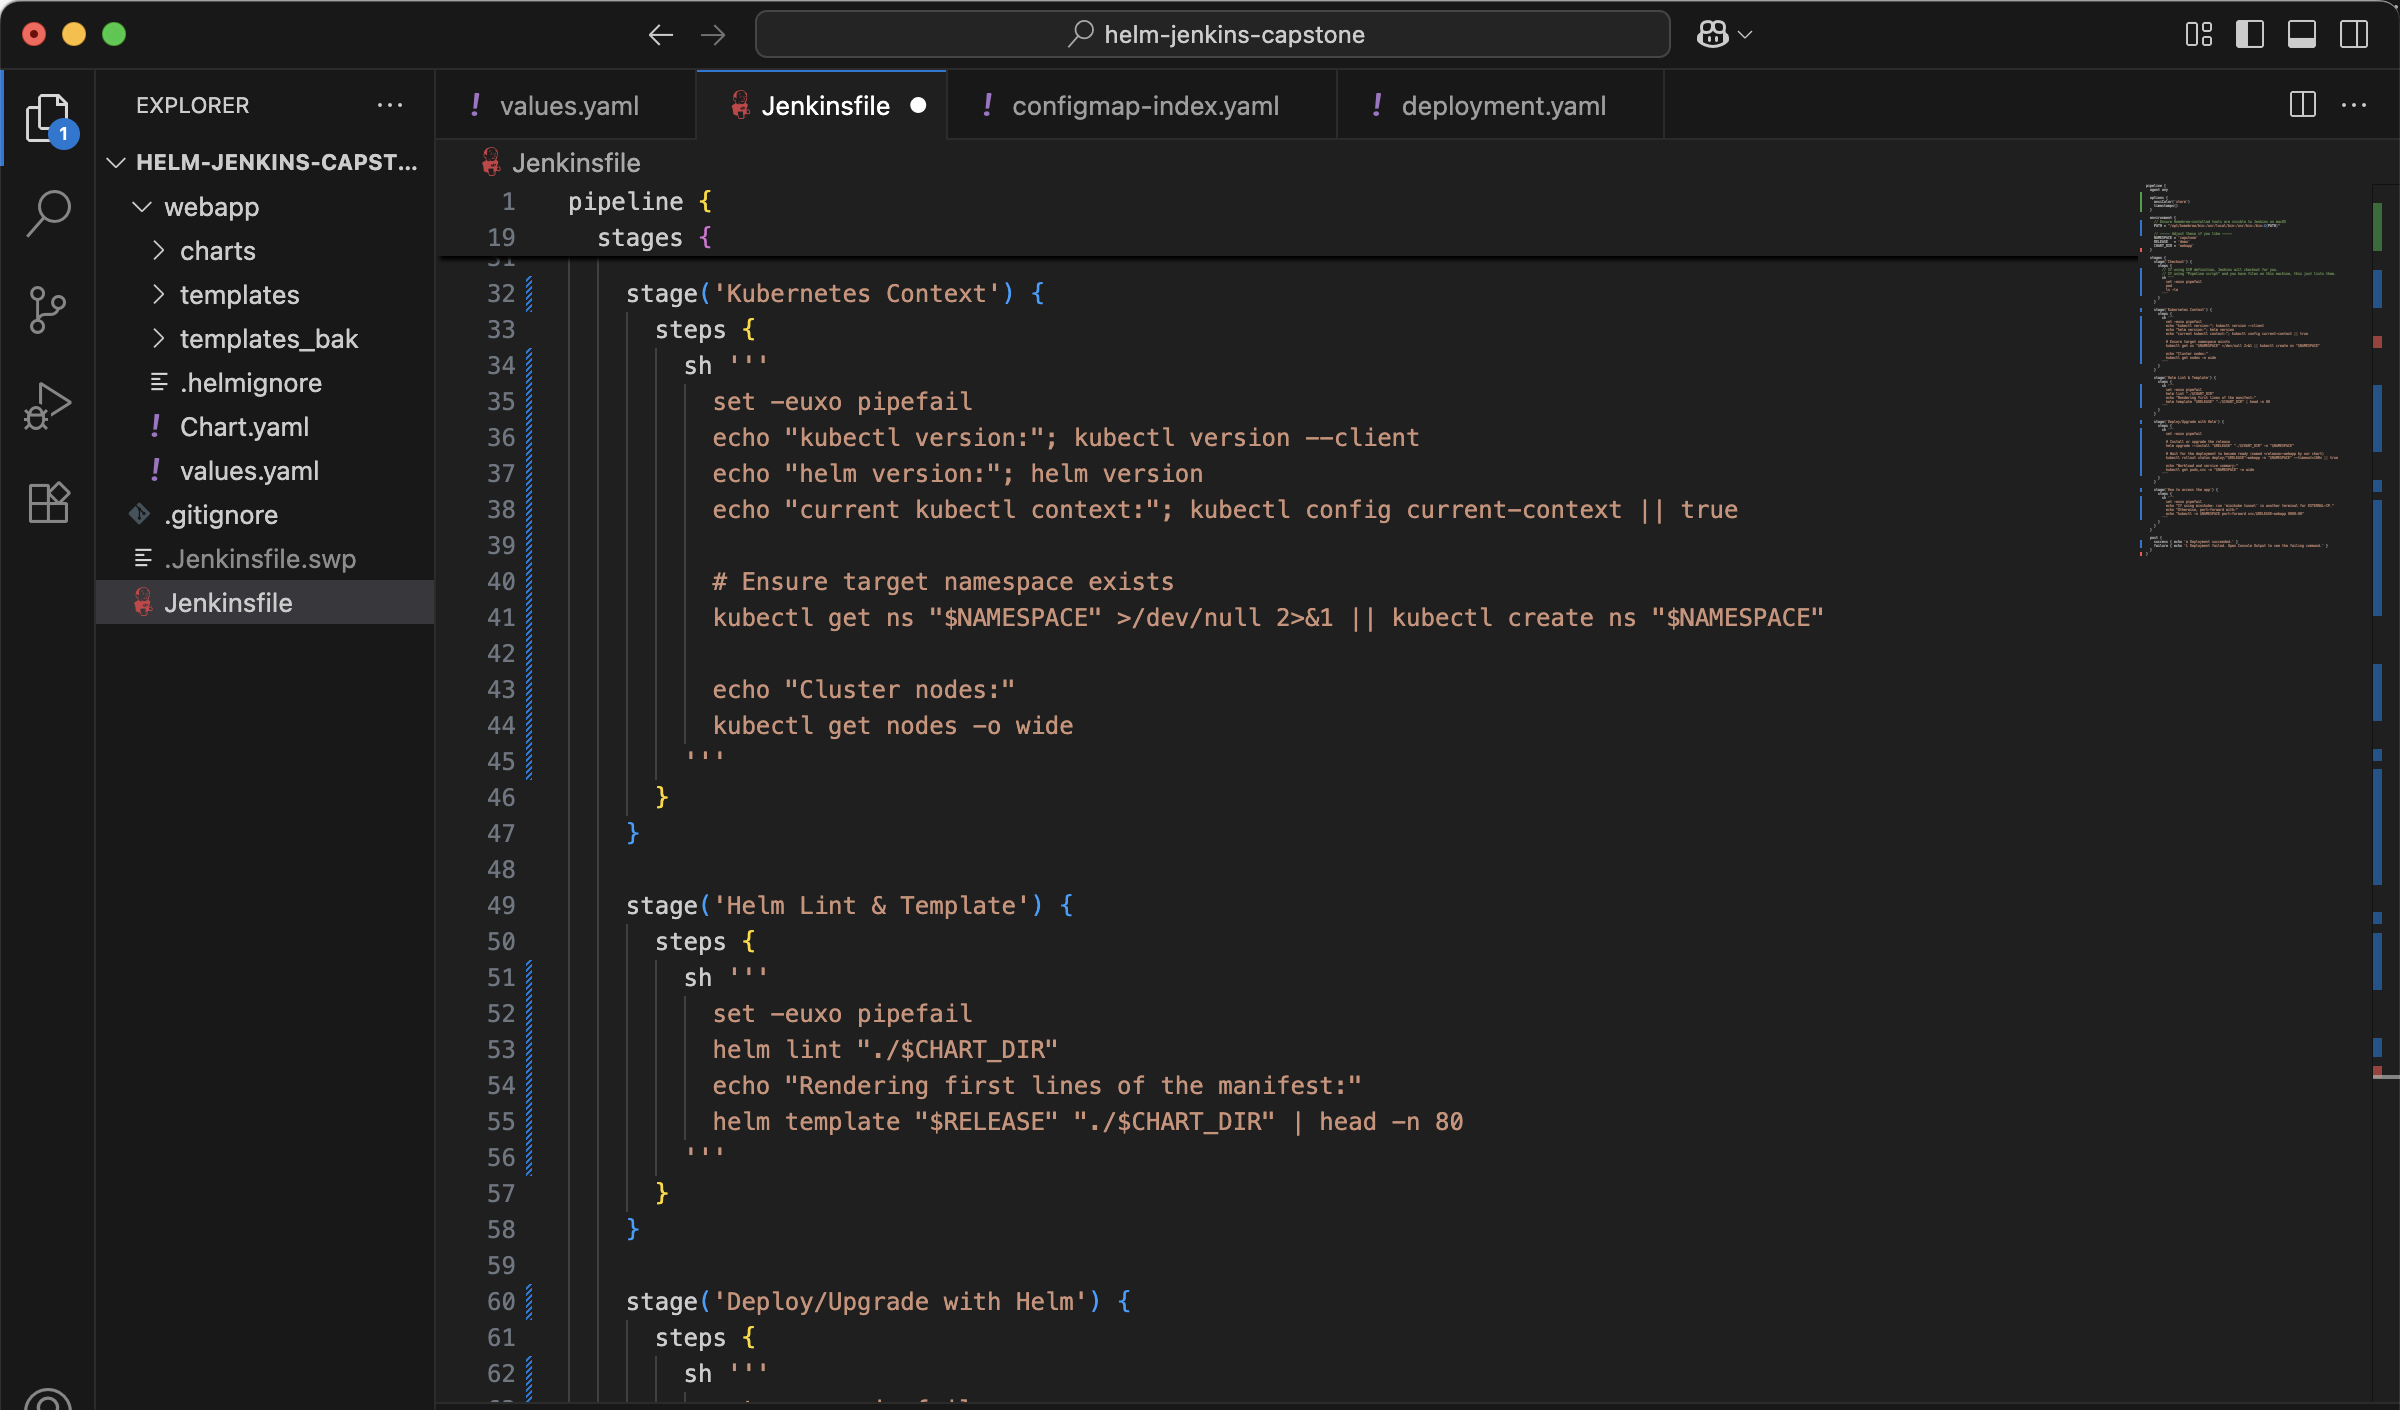 helm-jenkins-capstone
EXPLORER
1
HELM-JENKINS-CAPST...
webapp
charts
templates
templates_bak
.helmignore
! Chart.yaml
! values.yaml
.gitignore
.Jenkinsfile.swp
Jenkinsfile
! values.yaml
Jenkinsfile
! configmap-index.yaml
! deployment.yaml
Jenkinsfile
1 pipeline {
19 stages {
31
32 stage('Kubernetes Context') {
33 steps {
34 sh '''
35 set -euxo pipefail
36 echo "kubectl version:"; kubectl version --client
37 echo "helm version:"; helm version
38 echo "current kubectl context:"; kubectl config current-context || true
39
40 # Ensure target namespace exists
41 kubectl get ns "$NAMESPACE" >/dev/null 2>&1 || kubectl create ns "$NAMESPACE"
42
43 echo "Cluster nodes:"
44 kubectl get nodes -o wide
45 '''
46 }
47 }
48
49 stage('Helm Lint & Template') {
50 steps {
51 sh '''
52 set -euxo pipefail
53 helm lint "./$CHART_DIR"
54 echo "Rendering first lines of the manifest:"
55 helm template "$RELEASE" "./$CHART_DIR" | head -n 80
56 '''
57 }
58 }
59
60 stage('Deploy/Upgrade with Helm') {
61 steps {
62 sh '''